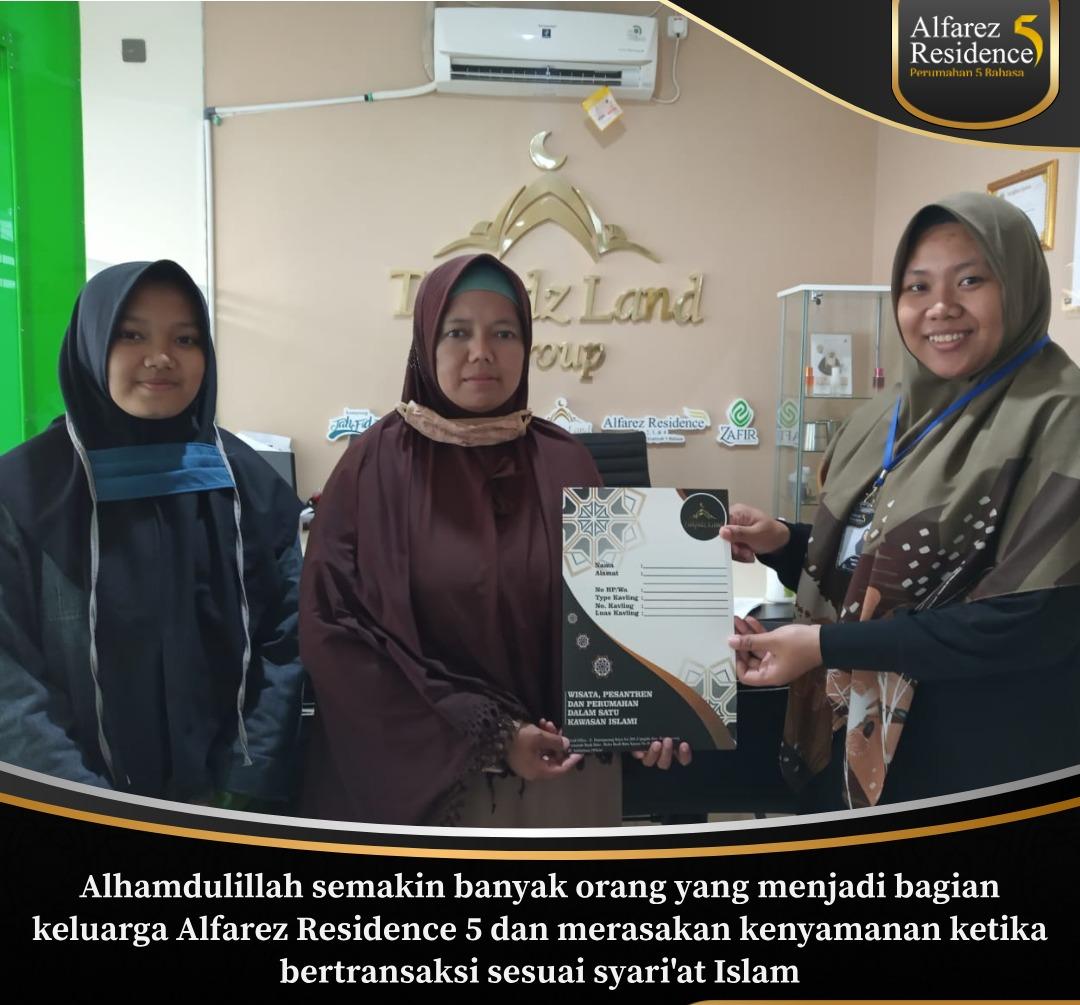 Alfarez 5
Residence
Perumahan 5 Bahasa
Land
Alfarez Residence
ZAFIR
Tahfidz Land
Nama :
Alamat :
No HP/Wa :
Type Kavling :
No. Kavling :
Luas Kavling :
WISATA, PESANTREN
DAN PERUMAHAN
DALAM SATU
KAWASAN ISLAMI
Alhamdulillah semakin banyak orang yang menjadi bagian
keluarga Alfarez Residence 5 dan merasakan kenyamanan ketika
bertransaksi sesuai syari'at Islam